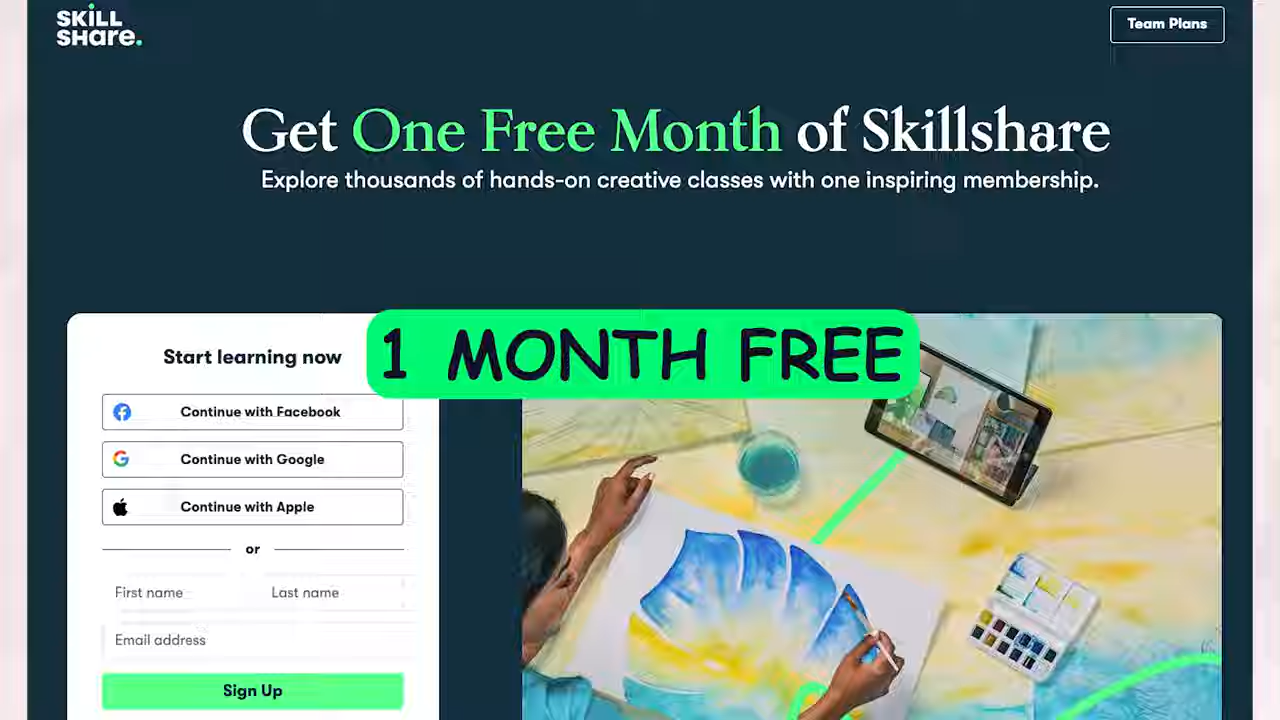 SKILL
SHare.
Team Plans
Get One Free Month of Skillshare
Explore thousands of hands-on creative classes with one inspiring membership.
1 MONTH FREE
Start learning now
Continue with Facebook
Continue with Google
Continue with Apple
or
First name Last name
Email address
Sign Up